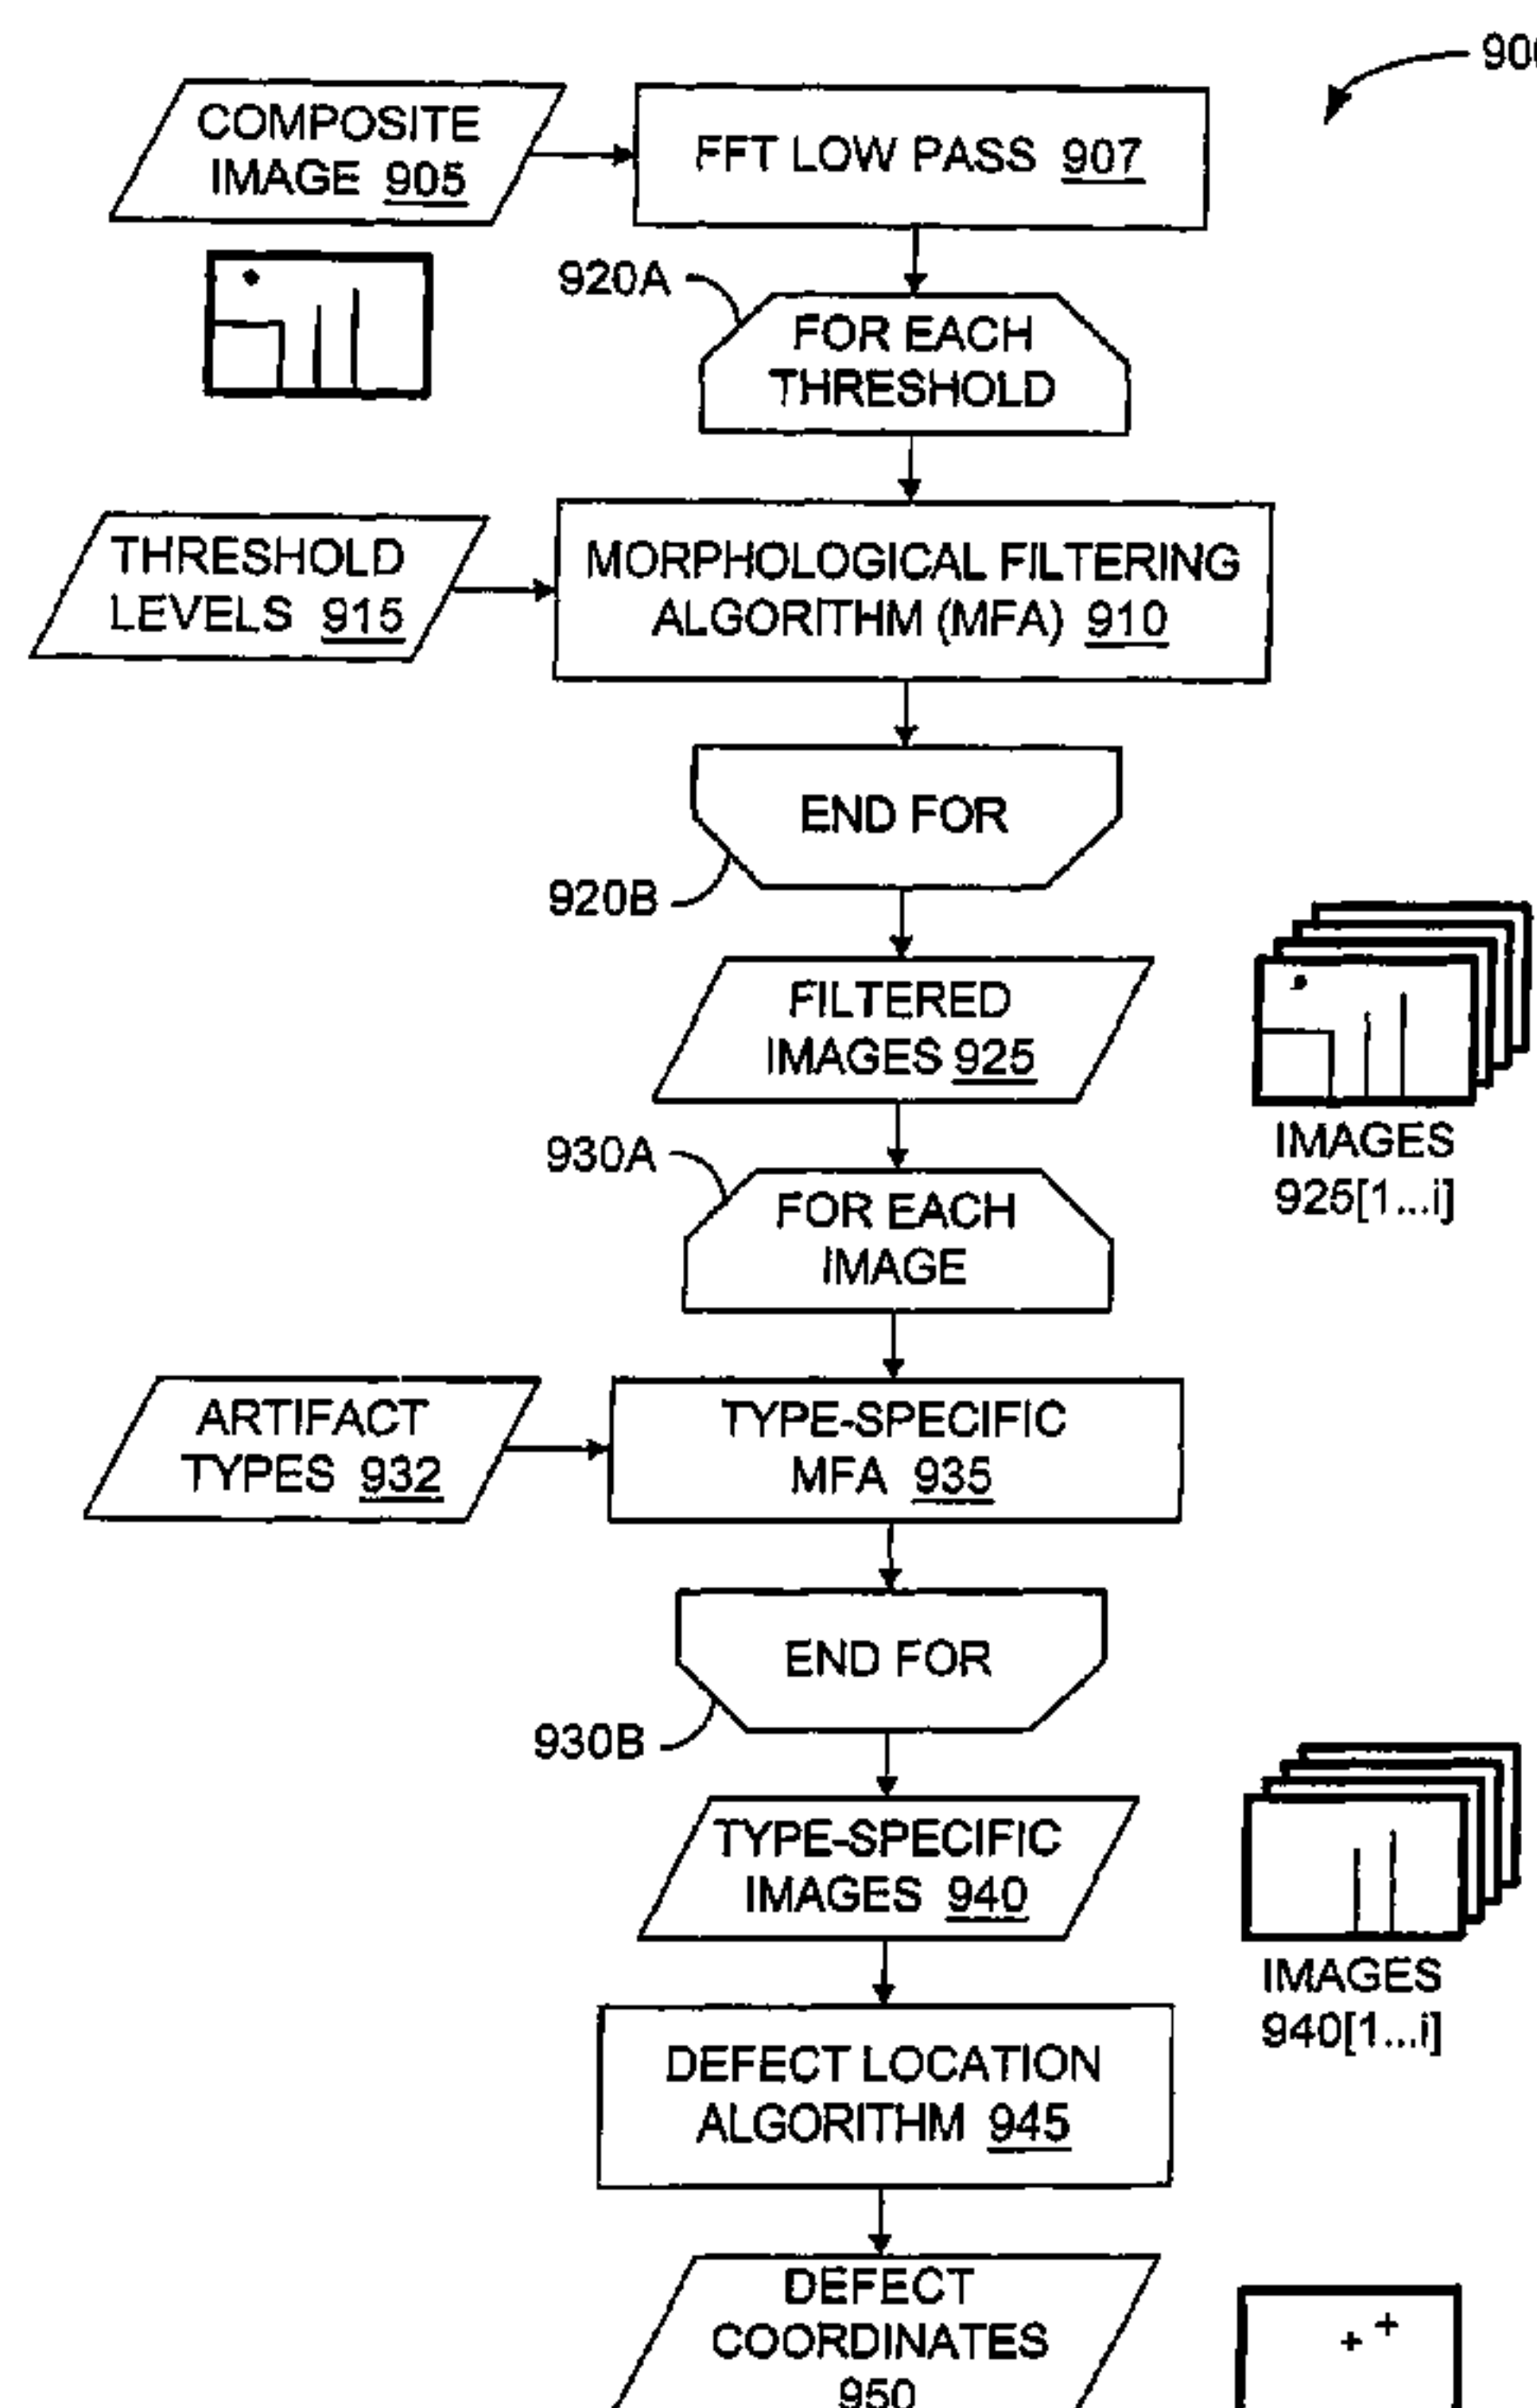 900
COMPOSITE
IMAGE 905
FFT LOW PASS 907
920A
FOR EACH
THRESHOLD
THRESHOLD
LEVELS 915
MORPHOLOGICAL FILTERING
ALGORITHM (MFA) 910
END FOR
920B
FILTERED
IMAGES 925
IMAGES
925[1...i]
930A
FOR EACH
IMAGE
ARTIFACT
TYPES 932
TYPE-SPECIFIC
MFA 935
END FOR
930B
TYPE-SPECIFIC
IMAGES 940
IMAGES
940[1...i]
DEFECT LOCATION
ALGORITHM 945
DEFECT
COORDINATES
950